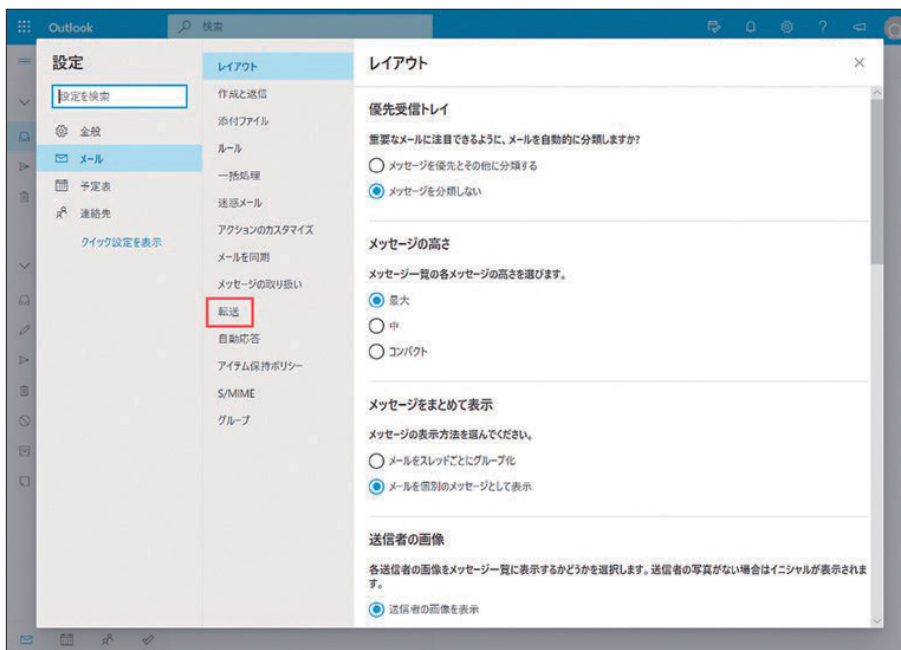 Outlook
検索
設定
設定を検索
全般
メール
予定表
連絡先
クイック設定を表示
レイアウト
作成と返信
添付ファイル
ルール
一括処理
迷惑メール
アクションのカスタマイズ
メールを同期
メッセージの取り扱い
転送
自動応答
アイテム保持ポリシー
S/MIME
グループ
レイアウト
優先受信トレイ
重要なメールに注目できるように、メールを自動的に分類しますか?
メッセージを優先とその他に分類する
メッセージを分類しない
メッセージの高さ
メッセージ一覧の各メッセージの高さを選びます。
最大
中
コンパクト
メッセージをまとめて表示
メッセージの表示方法を選んでください。
メールをスレッドごとにグループ化
メールを個別のメッセージとして表示
送信者の画像
各送信者の画像をメッセージ一覧に表示するかどうかを選択します。送信者の写真がない場合はイニシャルが表示されま
す。
送信者の画像を表示